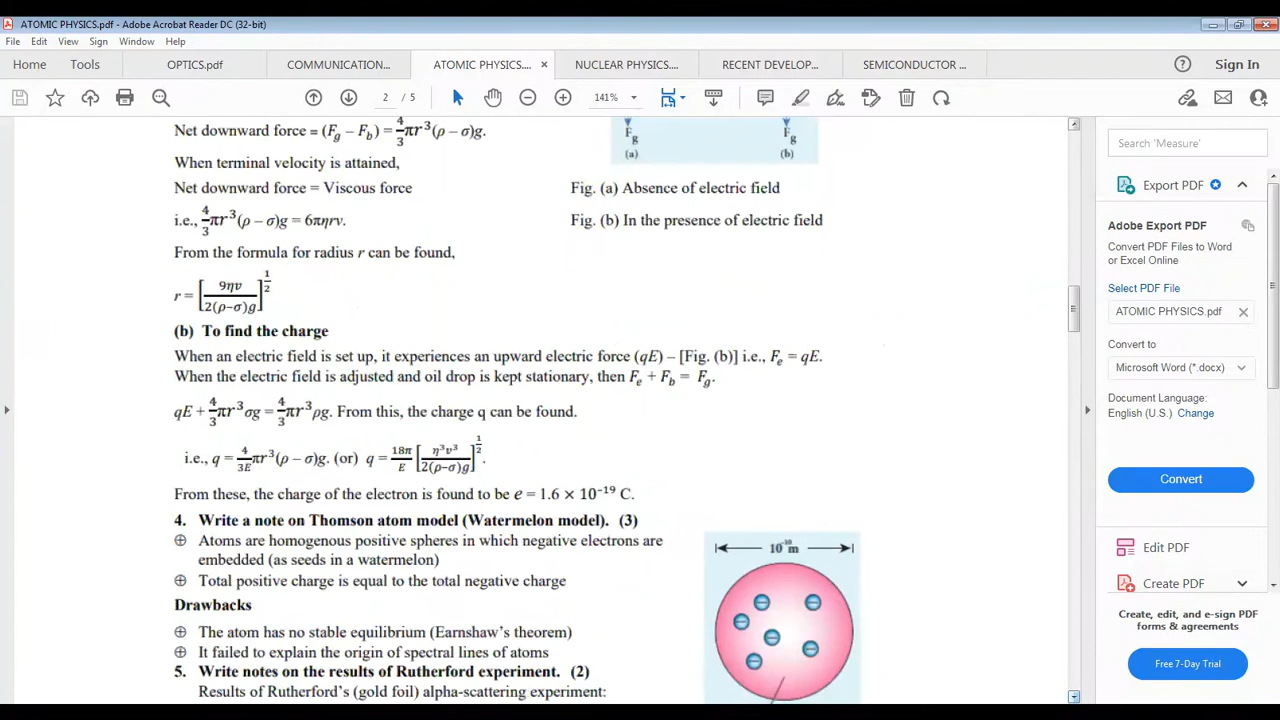 ATOMIC PHYSICS.pdf - Adobe Acrobat Reader DC (32-bit)
File Edit View Sign Window Help
Home Tools OPTICS.pdf COMMUNICATION... ATOMIC PHYSICS.... × NUCLEAR PHYSICS.... RECENT DEVELOP... SEMICONDUCTOR ... Sign In
2 / 5 141%
Net downward force = (F_g – F_b) = 4/3 πr³(ρ – σ)g.
When terminal velocity is attained,
Net downward force = Viscous force
i.e., 4/3 πr³(ρ – σ)g = 6πηrv.
From the formula for radius r can be found,
r = [9ηv / 2(ρ−σ)g]^1/2
F_g F_g
(a) (b)
Fig. (a) Absence of electric field
Fig. (b) In the presence of electric field
(b) To find the charge
When an electric field is set up, it experiences an upward electric force (qE) – [Fig. (b)] i.e., F_e = qE.
When the electric field is adjusted and oil drop is kept stationary, then F_e + F_b = F_g.
qE + 4/3 πr³σg = 4/3 πr³ρg. From this, the charge q can be found.
i.e., q = 4/3E πr³(ρ – σ)g. (or) q = 18π/E [η³v³ / 2(ρ−σ)g]^1/2.
From these, the charge of the electron is found to be e = 1.6 × 10⁻¹⁹ C.
4. Write a note on Thomson atom model (Watermelon model). (3)
⊕ Atoms are homogenous positive spheres in which negative electrons are
embedded (as seeds in a watermelon)
⊕ Total positive charge is equal to the total negative charge
Drawbacks
⊕ The atom has no stable equilibrium (Earnshaw's theorem)
⊕ It failed to explain the origin of spectral lines of atoms
5. Write notes on the results of Rutherford experiment. (2)
Results of Rutherford's (gold foil) alpha-scattering experiment:
10⁻¹⁰m
Search 'Measure'
Export PDF
Adobe Export PDF
Convert PDF Files to Word
or Excel Online
Select PDF File
ATOMIC PHYSICS.pdf ×
Convert to
Microsoft Word (*.docx)
Document Language:
English (U.S.) Change
Convert
Edit PDF
Create PDF
Create, edit, and e-sign PDF
forms & agreements
Free 7-Day Trial